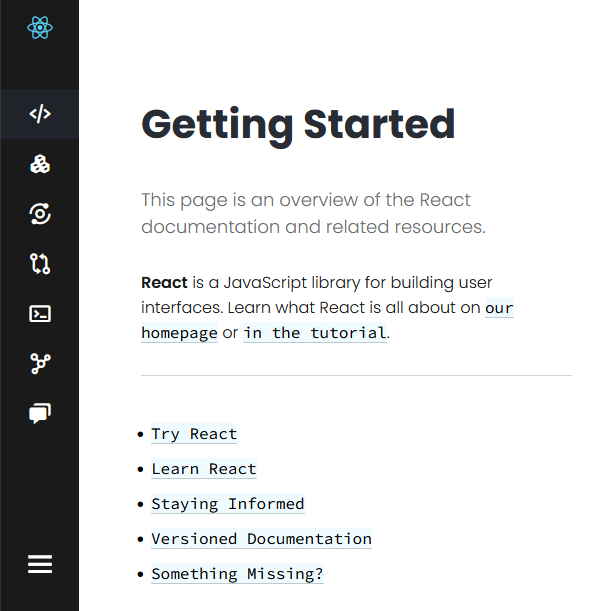 Getting Started
This page is an overview of the React
documentation and related resources.
React is a JavaScript library for building user
interfaces. Learn what React is all about on our
homepage or in the tutorial.
• Try React
• Learn React
• Staying Informed
• Versioned Documentation
• Something Missing?